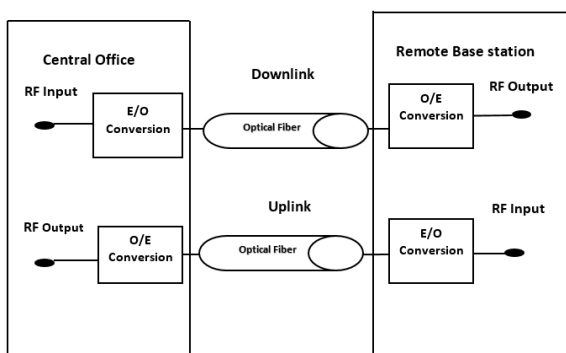 Central Office
Remote Base station
Downlink
RF Input
E/O
Conversion
Optical Fiber
O/E
Conversion
RF Output
Uplink
RF Output
O/E
Conversion
Optical Fiber
E/O
Conversion
RF Input